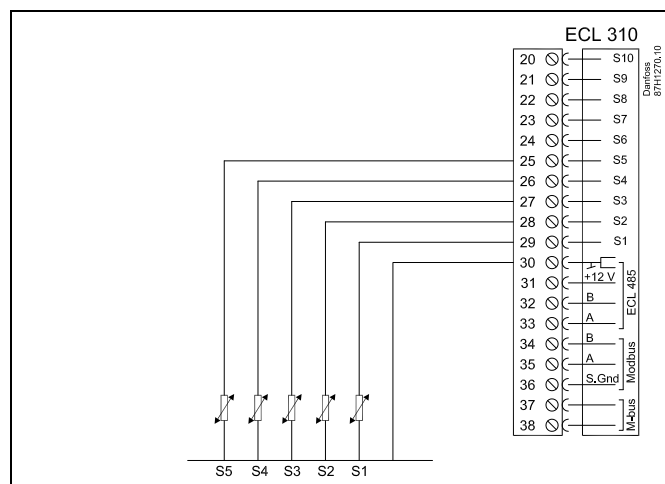 ECL 310
20 S10
21 S9
22 S8
23 S7
24 S6
25 S5
26 S4
27 S3
28 S2
29 S1
30
31 +12 V
32 B
33 A
ECL 485
34 B
35 A
36 S.Gnd
Modbus
37
38
M-bus
Danfoss
87H1270.10
S5 S4 S3 S2 S1